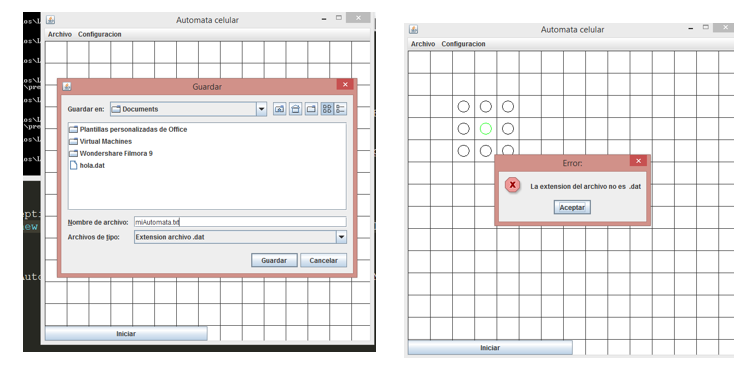 Automata celular
Archivo Configuracion
Guardar
Guardar en: Documents
Plantillas personalizadas de Office
Virtual Machines
Wondershare Filmora 9
hola.dat
Nombre de archivo: miAutomata.txt
Archivos de tipo: Extension archivo .dat
Guardar Cancelar
Iniciar
Automata celular
Archivo Configuracion
Error:
La extension del archivo no es .dat
Aceptar
Iniciar